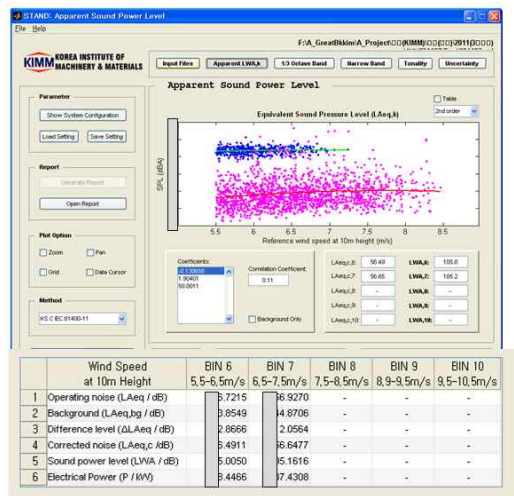 STAND: Apparent Sound Power Level
File Help
F:\A_GreatBkkim\A_Project\□□(KIMM)\□□(□□)\2011(□□□)
KIMM KOREA INSTITUTE OF
MACHINERY & MATERIALS
Input Files Apparent LWA,k 1/3 Octave Band Narrow Band Tonality Uncertainty
Apparent Sound Power Level
Parameter
Show System Configuration
Load Setting Save Setting
Report
Generate Report
Open Report
Plot Option
Zoom Pan
Grid Data Cursor
Method
KS C IEC 61400-11
Table
2nd order
Equivalent Sound Pressure Level (LAeq,k)
SPL (dBA)
5.5 6 6.5 7 7.5 8 8.5
Reference wind speed at 10m height (m/s)
Coefficients:
1.90401
50.0011
Correlation Coefficient
0.11
Background Only
LAeq,c,6: 56.49 LWA,6: 105.0
LAeq,c,7: 56.65 LWA,7: 105.2
LAeq,c,8: - LWA,8: -
LAeq,c,9: - LWA,9: -
LAeq,c,10: - LWA,10: -
Wind Speed at 10m Height BIN 6 5,5-6,5m/s BIN 7 6,5-7,5m/s BIN 8 7,5-8,5m/s BIN 9 8,9-9,5m/s BIN 10 9,5-10,5m/s
1 Operating noise (LAeq / dB) 6.7215 56.9270 - - -
2 Background (LAeq,bg / dB) 3.8549 44.8706 - - -
3 Difference level (ΔLAeq / dB) 2.8666 2.0564 - - -
4 Corrected noise (LAeq,c /dB) 6.4911 56.6477 - - -
5 Sound power level (LWA / dB) 5.0050 05.1616 - - -
6 Electrical Power (P / kW) 8.4466 37.4308 - - -